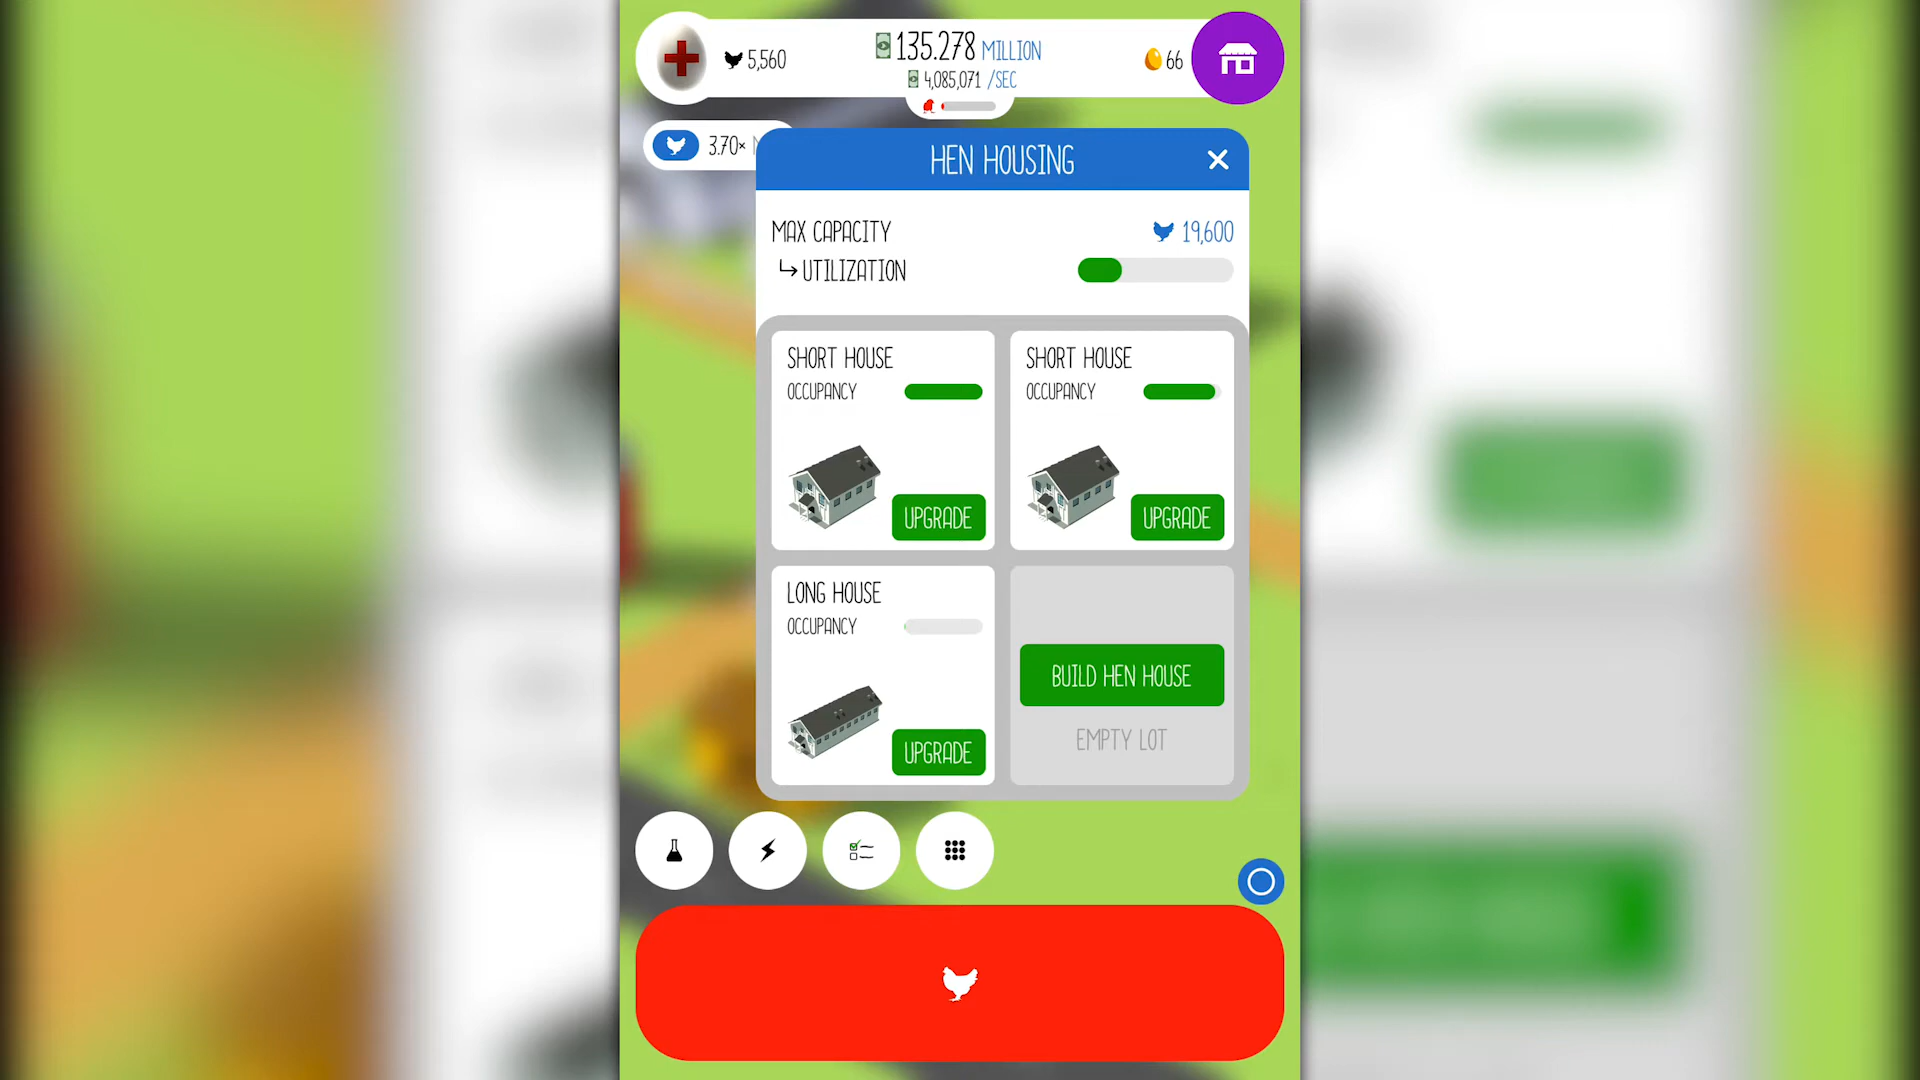 5,560
135.278 MILLION
4,085,071 /SEC
66
3.70×
HEN HOUSING
MAX CAPACITY 19,600
UTILIZATION
SHORT HOUSE
OCCUPANCY
UPGRADE
SHORT HOUSE
OCCUPANCY
UPGRADE
LONG HOUSE
OCCUPANCY
UPGRADE
BUILD HEN HOUSE
EMPTY LOT